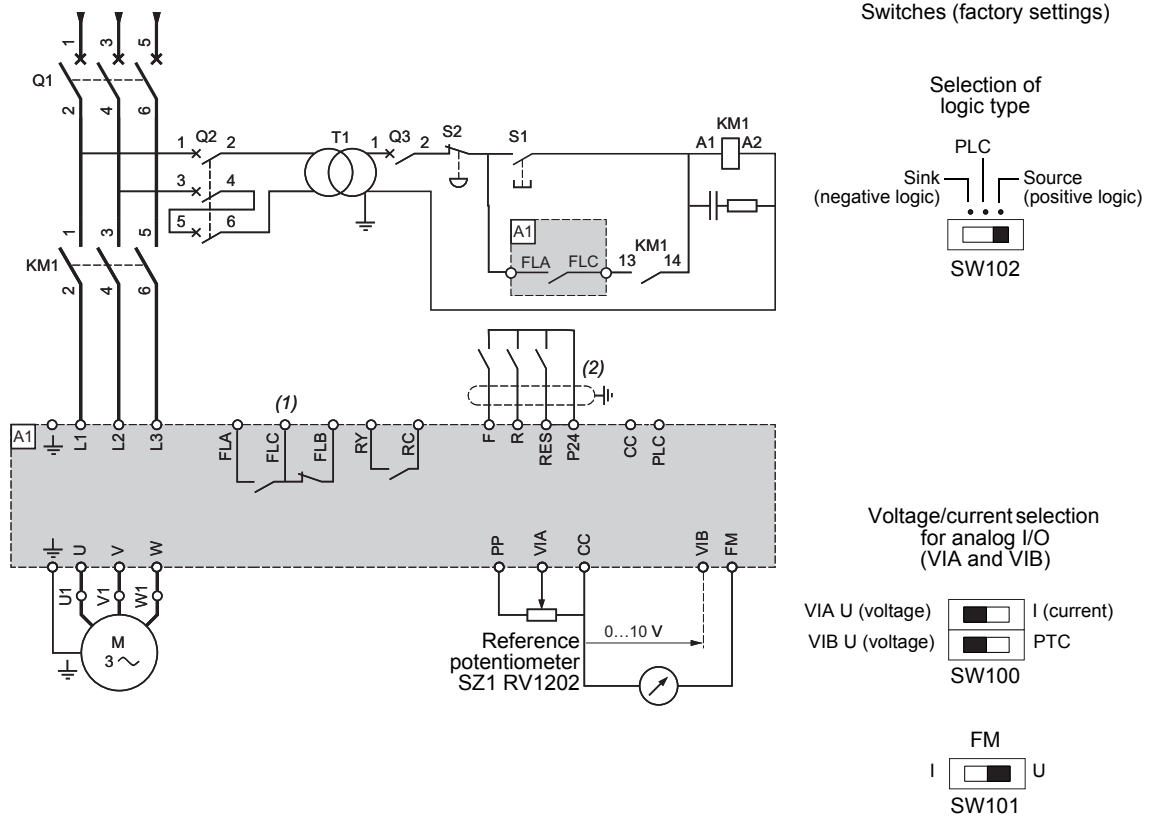 Switches (factory settings)
Selection of
logic type
PLC
Sink
(negative logic)
Source
(positive logic)
SW102
1 3 5
Q1
2 4 6
1 Q2 2
3 4
5 6
T1
1 Q3 2
S2
S1
KM1
A1 A2
A1
FLA FLC
KM1
13 14
1 3 5
KM1
2 4 6
(1)
(2)
A1
L1
L2
L3
FLA
FLC
FLB
RY
RC
F
R
RES
P24
CC
PLC
U
V
W
PP
VIA
CC
VIB
FM
U1
V1
W1
M
3
0...10 V
Reference
potentiometer
SZ1 RV1202
Voltage/current selection
for analog I/O
(VIA and VIB)
VIA U (voltage)
I (current)
VIB U (voltage)
PTC
SW100
FM
I
U
SW101